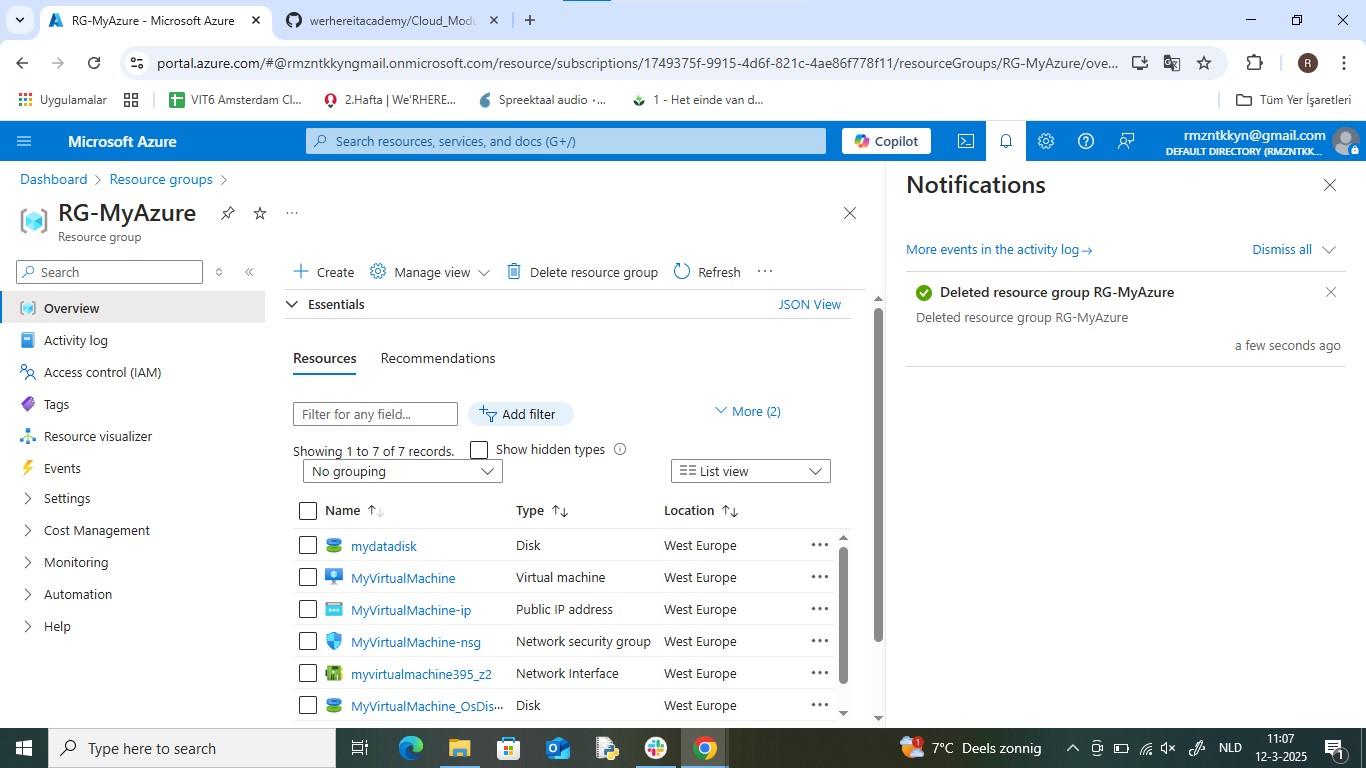 RG-MyAzure - Microsoft Azure
werhereitacademy/Cloud_Modu
portal.azure.com/#@rmzntkkyngmail.onmicrosoft.com/resource/subscriptions/1749375f-9915-4d6f-821c-4ae86f778f11/resourceGroups/RG-MyAzure/ove...
R
Uygulamalar
VIT6 Amsterdam Cl...
2.Hafta | We'RHERE...
Spreektaal audio -...
1 - Het einde van d...
Tüm Yer İşaretleri
Microsoft Azure
Search resources, services, and docs (G+/)
Copilot
rmzntkkyn@gmail.com
DEFAULT DIRECTORY (RMZNTKK...
Dashboard
Resource groups
RG-MyAzure
Resource group
Search
Overview
Activity log
Access control (IAM)
Tags
Resource visualizer
Events
Settings
Cost Management
Monitoring
Automation
Help
Create
Manage view
Delete resource group
Refresh
Essentials
JSON View
Resources
Recommendations
Filter for any field...
Add filter
More (2)
Showing 1 to 7 of 7 records.
Show hidden types
No grouping
List view
Name Type Location
mydatadisk Disk West Europe
MyVirtualMachine Virtual machine West Europe
MyVirtualMachine-ip Public IP address West Europe
MyVirtualMachine-nsg Network security group West Europe
myvirtualmachine395_z2 Network Interface West Europe
MyVirtualMachine_OsDis... Disk West Europe
Notifications
More events in the activity log →
Dismiss all
Deleted resource group RG-MyAzure
Deleted resource group RG-MyAzure
a few seconds ago
Type here to search
1
7°C Deels zonnig
NLD
11:07
12-3-2025
1